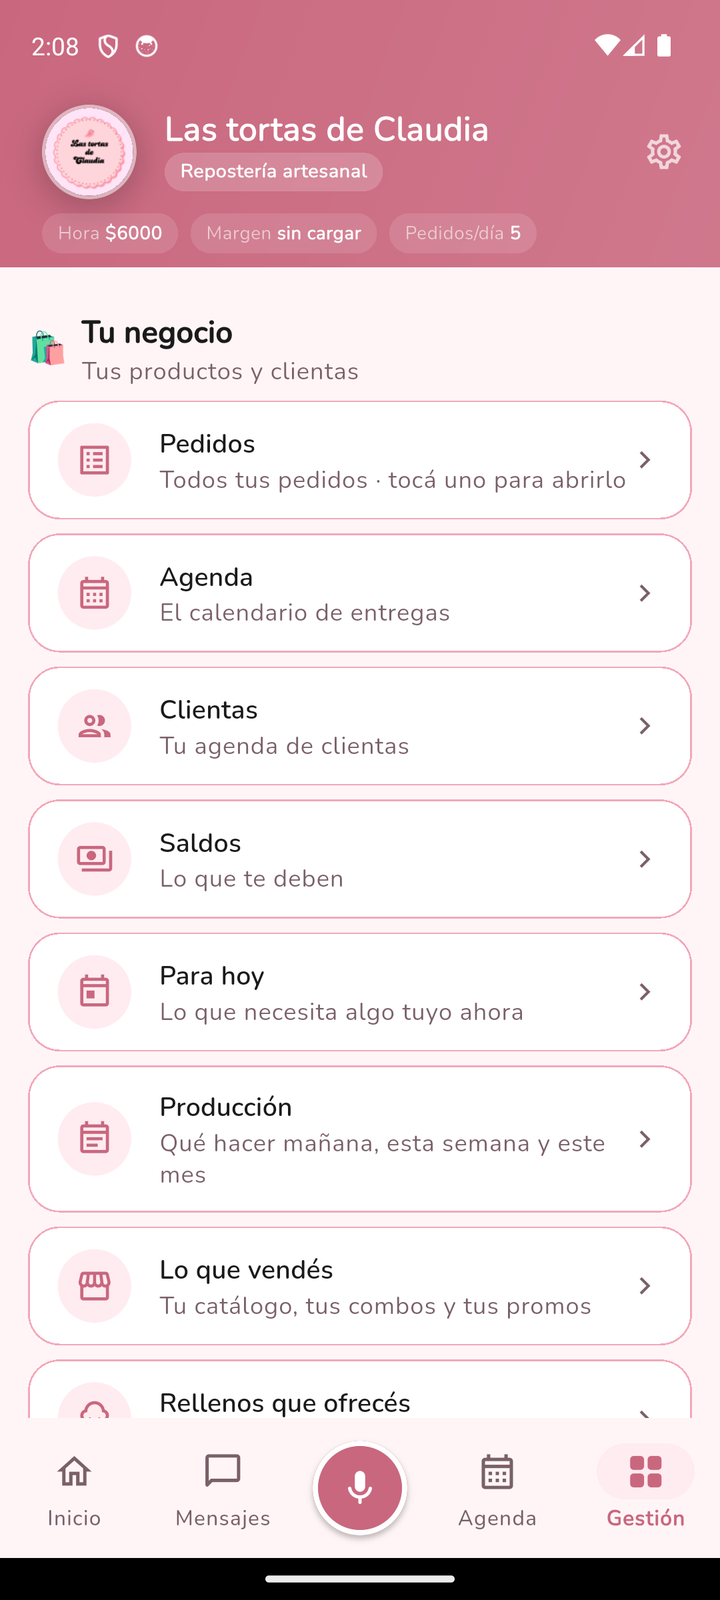 2:08
Las tortas
de
Claudia
Las tortas de Claudia
Repostería artesanal
Hora $6000
Margen sin cargar
Pedidos/día 5
Tu negocio
Tus productos y clientas
Pedidos
Todos tus pedidos · tocá uno para abrirlo
Agenda
El calendario de entregas
Clientas
Tu agenda de clientas
Saldos
Lo que te deben
Para hoy
Lo que necesita algo tuyo ahora
Producción
Qué hacer mañana, esta semana y este
mes
Lo que vendés
Tu catálogo, tus combos y tus promos
Rellenos que ofrecés
Inicio
Mensajes
Agenda
Gestión